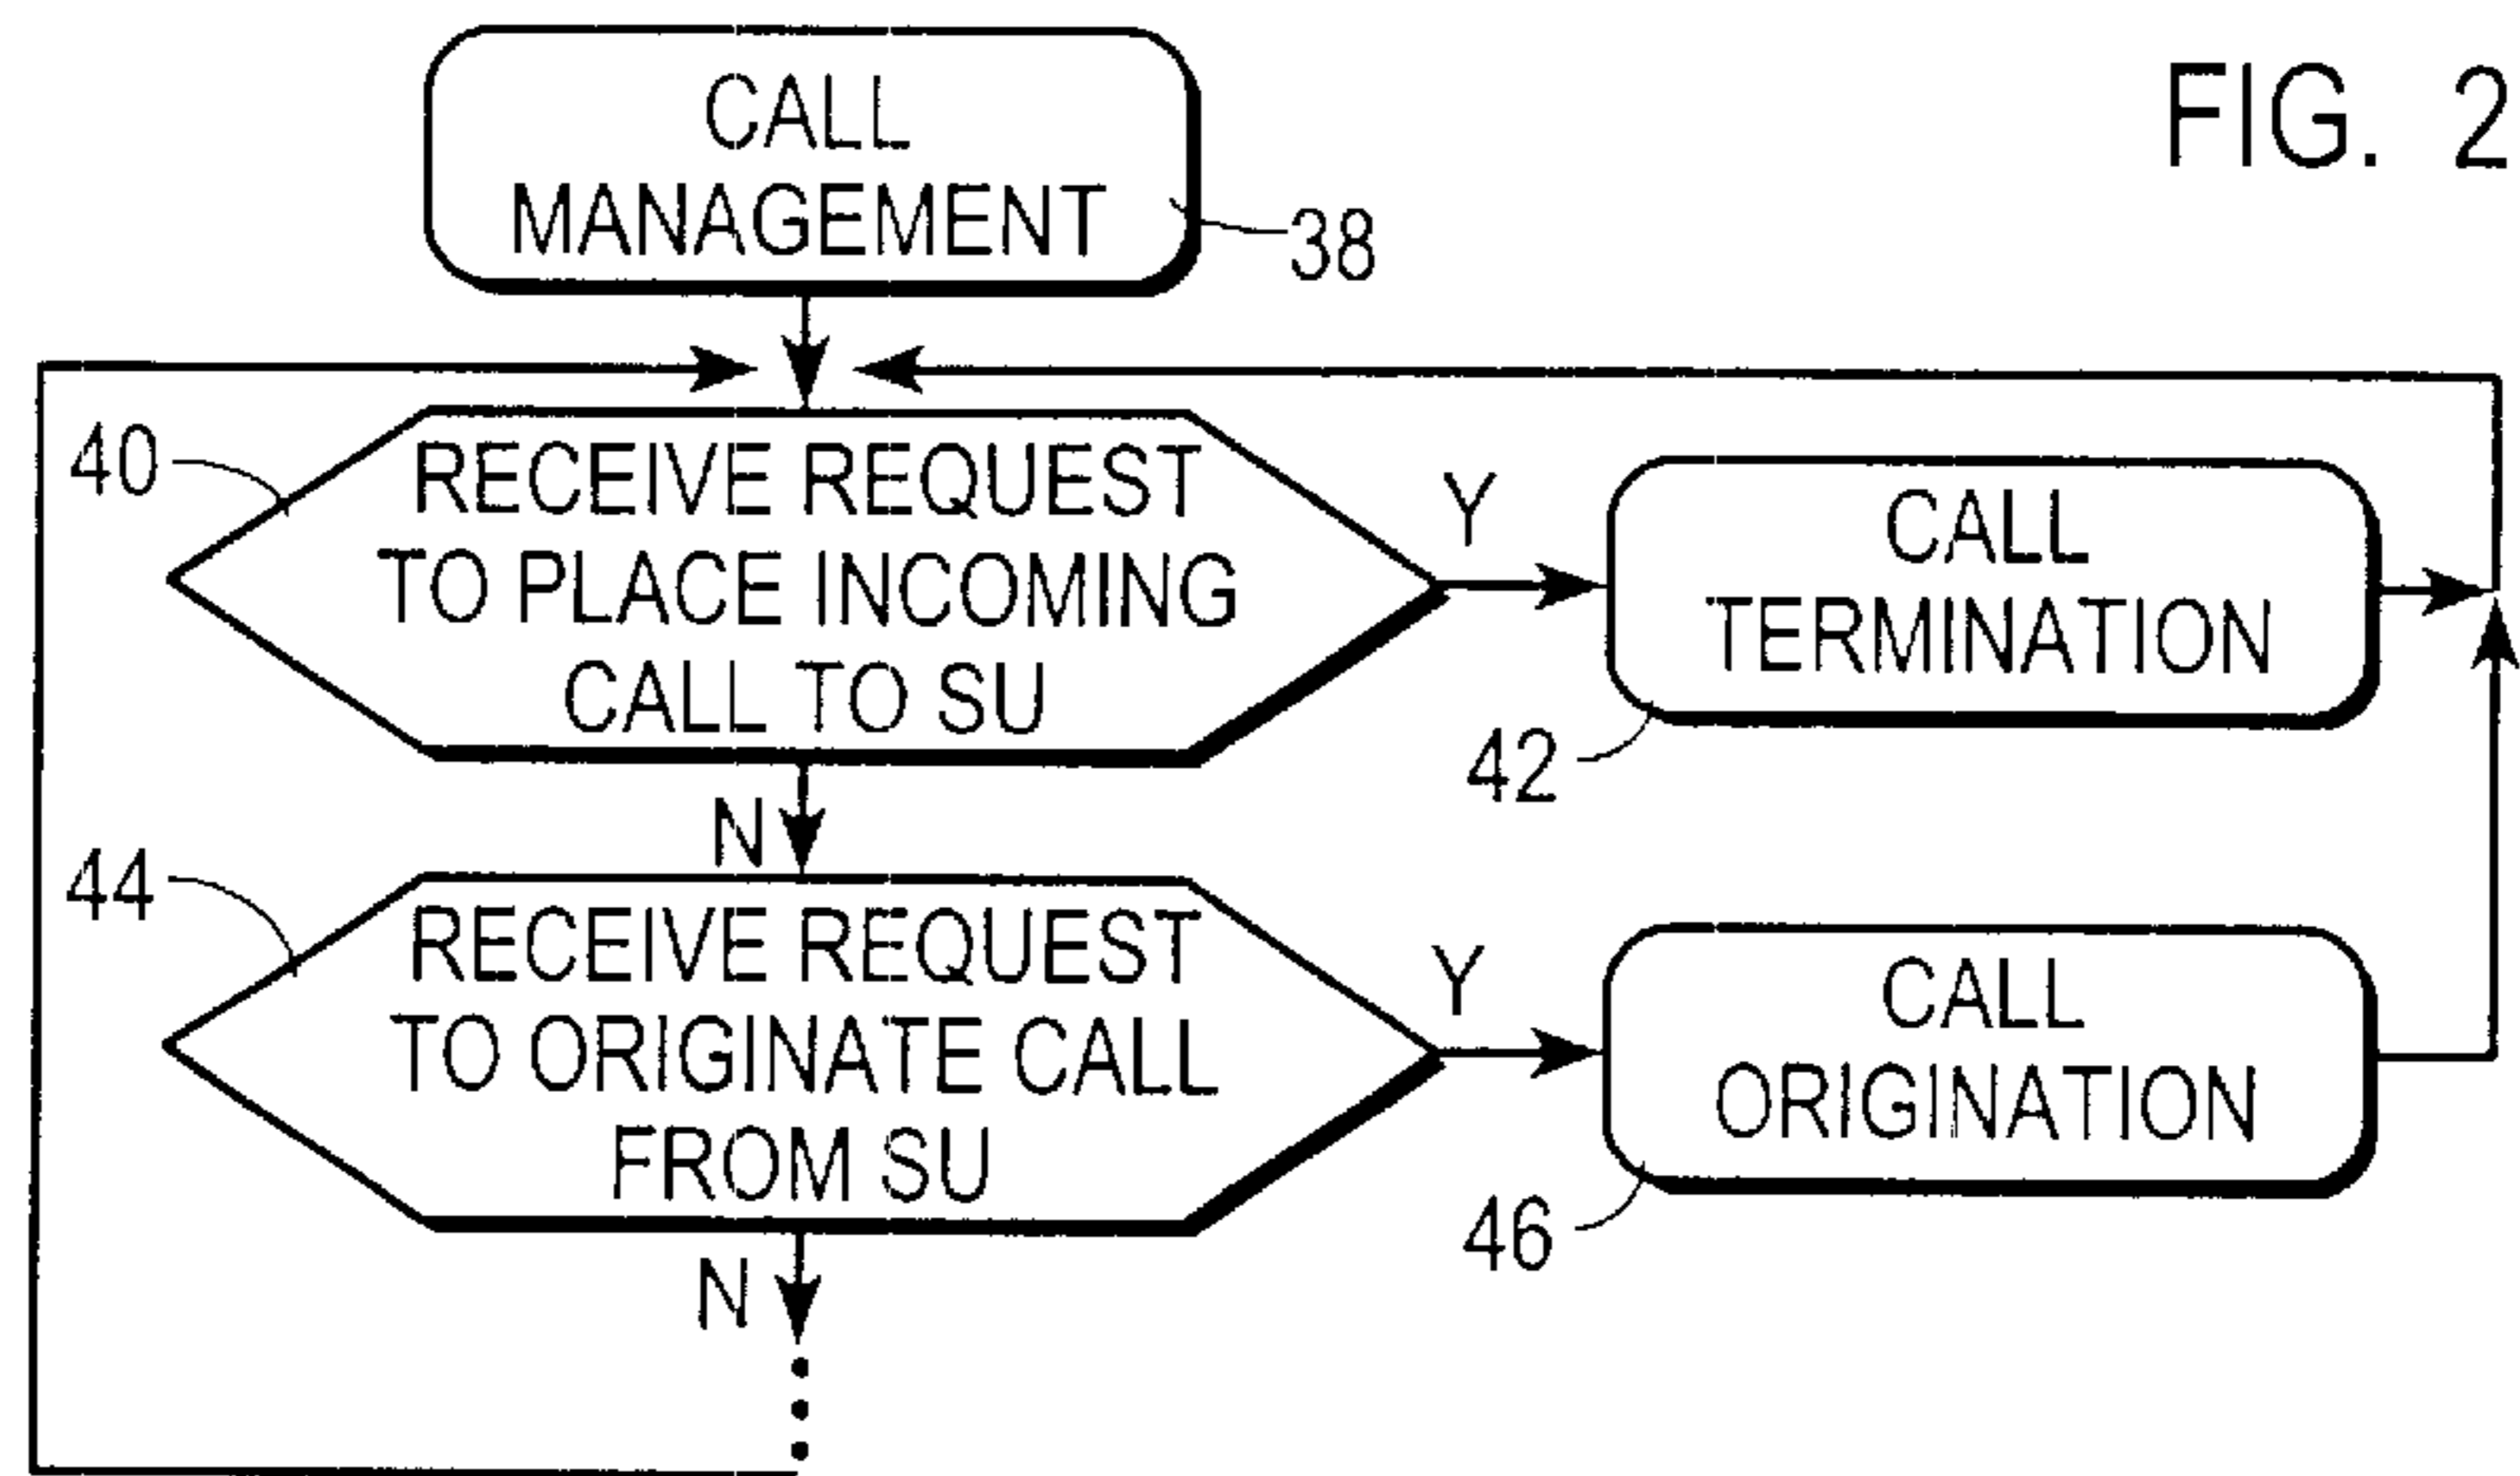 FIG. 2
CALL
MANAGEMENT
38
40
RECEIVE REQUEST
TO PLACE INCOMING
CALL TO SU
Y
CALL
TERMINATION
42
N
44
RECEIVE REQUEST
TO ORIGINATE CALL
FROM SU
Y
CALL
ORIGINATION
46
N